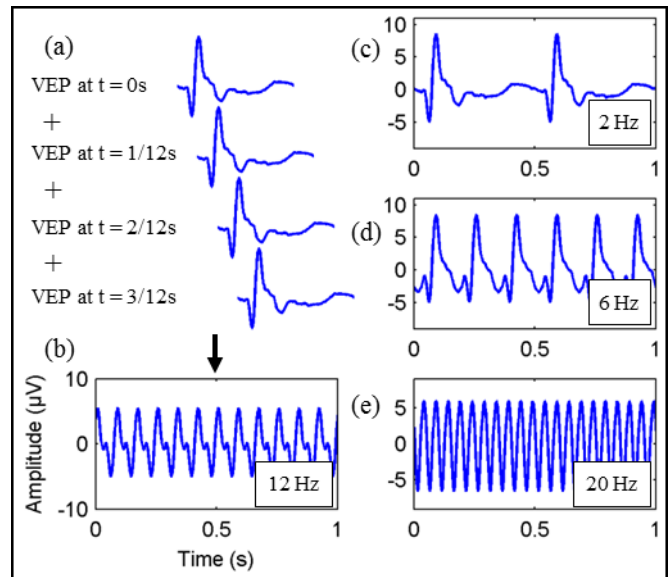 (a)
VEP at t = 0s
+
VEP at t = 1/12s
+
VEP at t = 2/12s
+
VEP at t = 3/12s
(b)
10
0
-10
Amplitude (µV)
12 Hz
0 0.5 1
Time (s)
(c)
10
5
0
-5
2 Hz
0 0.5 1
(d)
10
5
0
-5
6 Hz
0 0.5 1
(e)
5
0
-5
20 Hz
0 0.5 1